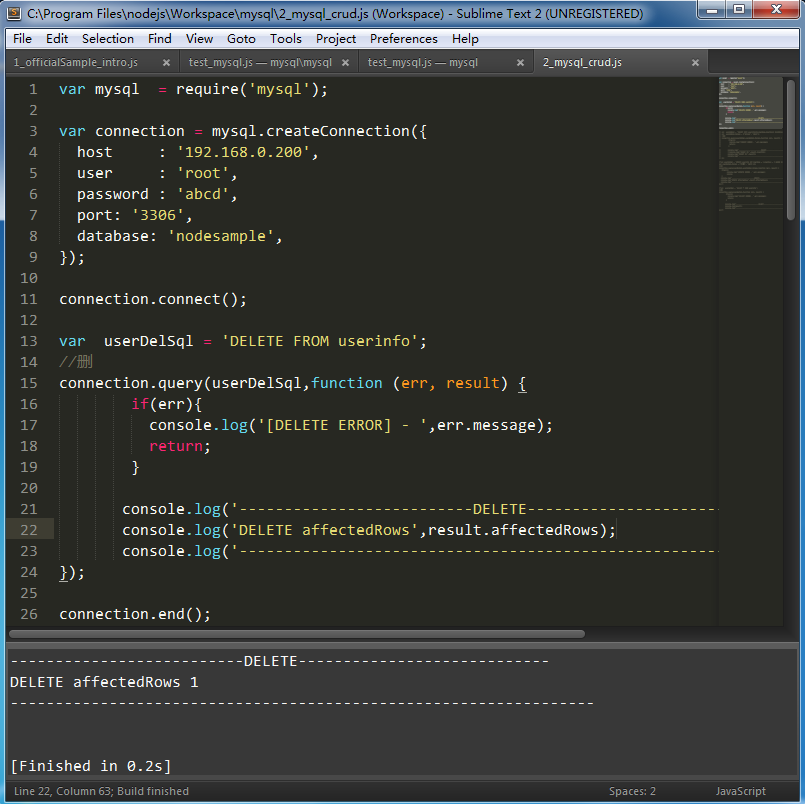 C:\Program Files\nodejs\Workspace\mysql\2_mysql_crud.js (Workspace) - Sublime Text 2 (UNREGISTERED)
File Edit Selection Find View Goto Tools Project Preferences Help
1_officialSample_intro.js × test_mysql.js — mysql\mysql × test_mysql.js — mysql × 2_mysql_crud.js ×
1 var mysql  = require('mysql');
2
3 var connection = mysql.createConnection({
4   host     : '192.168.0.200',
5   user     : 'root',
6   password : 'abcd',
7   port: '3306',
8   database: 'nodesample',
9 });
10
11 connection.connect();
12
13 var  userDelSql = 'DELETE FROM userinfo';
14 //删
15 connection.query(userDelSql,function (err, result) {
16         if(err){
17           console.log('[DELETE ERROR] - ',err.message);
18           return;
19         }
20
21        console.log('--------------------------DELETE---------------------
22        console.log('DELETE affectedRows',result.affectedRows);
23        console.log('-----------------------------------------------------
24 });
25
26 connection.end();
--------------------------DELETE----------------------------
DELETE affectedRows 1
-----------------------------------------------------------------
[Finished in 0.2s]
Line 22, Column 63; Build finished Spaces: 2 JavaScript